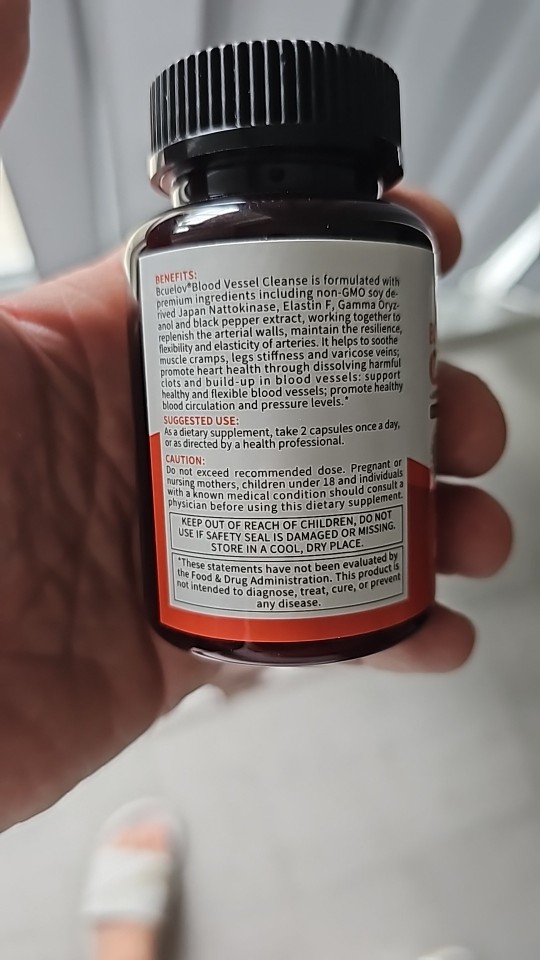 BENEFITS:
Bcuelov®Blood Vessel Cleanse is formulated with
premium ingredients including non-GMO soy de-
rived Japan Nattokinase, Elastin F, Gamma Oryz-
anol and black pepper extract, working together to
replenish the arterial walls, maintain the resilience,
flexibility and elasticity of arteries. It helps to soothe
muscle cramps, legs stiffness and varicose veins;
promote heart health through dissolving harmful
clots and build-up in blood vessels: support
healthy and flexible blood vessels; promote healthy
blood circulation and pressure levels.*
SUGGESTED USE:
As a dietary supplement, take 2 capsules once a day,
or as directed by a health professional.
CAUTION:
Do not exceed recommended dose. Pregnant or
nursing mothers, children under 18 and individuals
with a known medical condition should consult a
physician before using this dietary supplement.
KEEP OUT OF REACH OF CHILDREN, DO NOT
USE IF SAFETY SEAL IS DAMAGED OR MISSING.
STORE IN A COOL, DRY PLACE.
*These statements have not been evaluated by
the Food & Drug Administration. This product is
not intended to diagnose, treat, cure, or prevent
any disease.